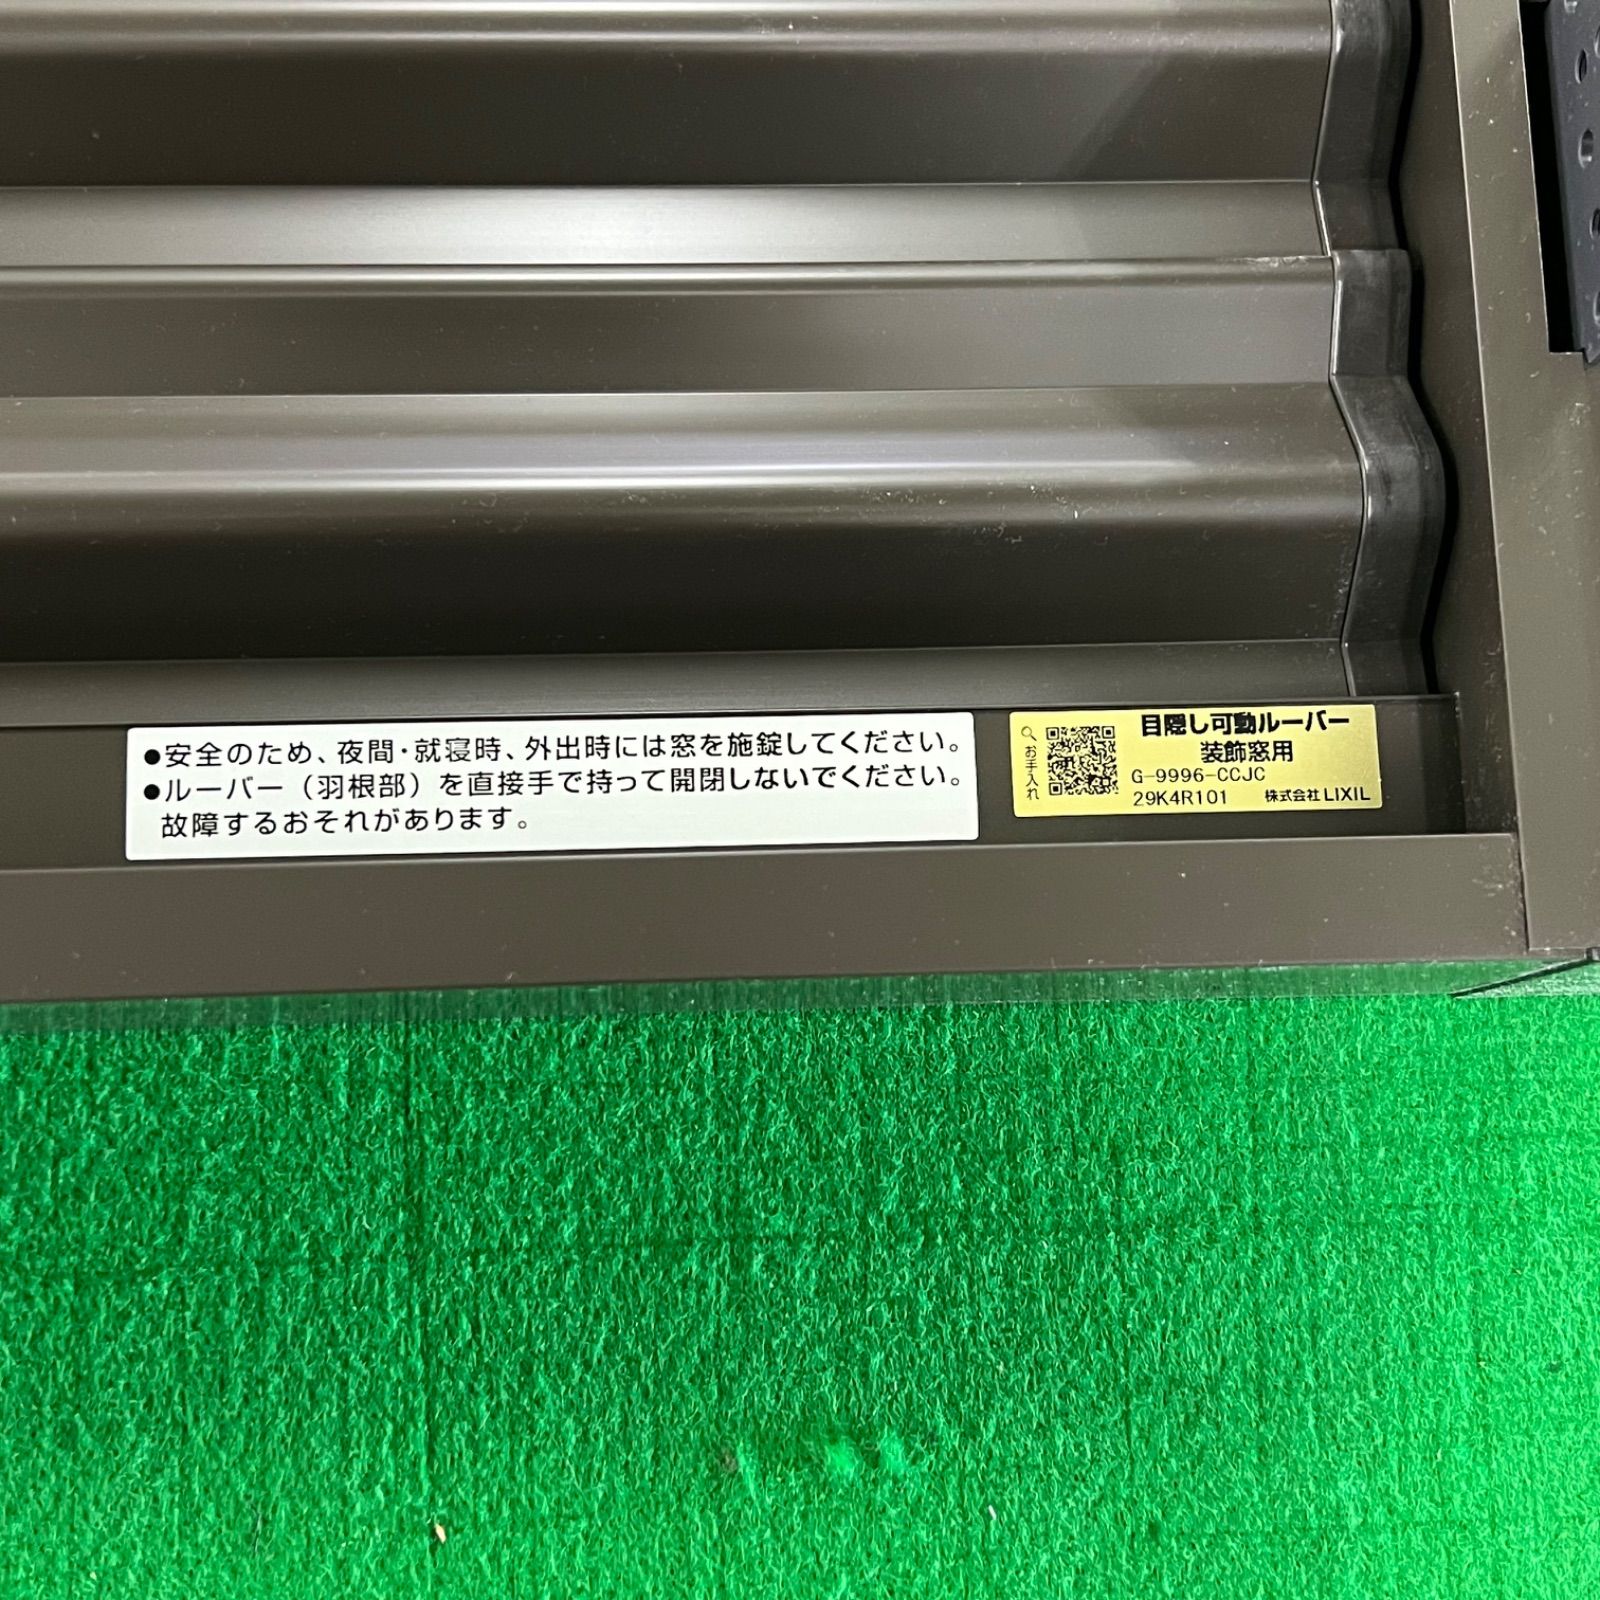 ●安全のため、夜間・就寝時、外出時には窓を施錠してください。
●ルーバー（羽根部）を直接手で持って開閉しないでください。
故障するおそれがあります。
お手入れ
目隠し可動ルーバー
装飾窓用
G-9996-CCJC
29K4R101 株式会社LIXIL